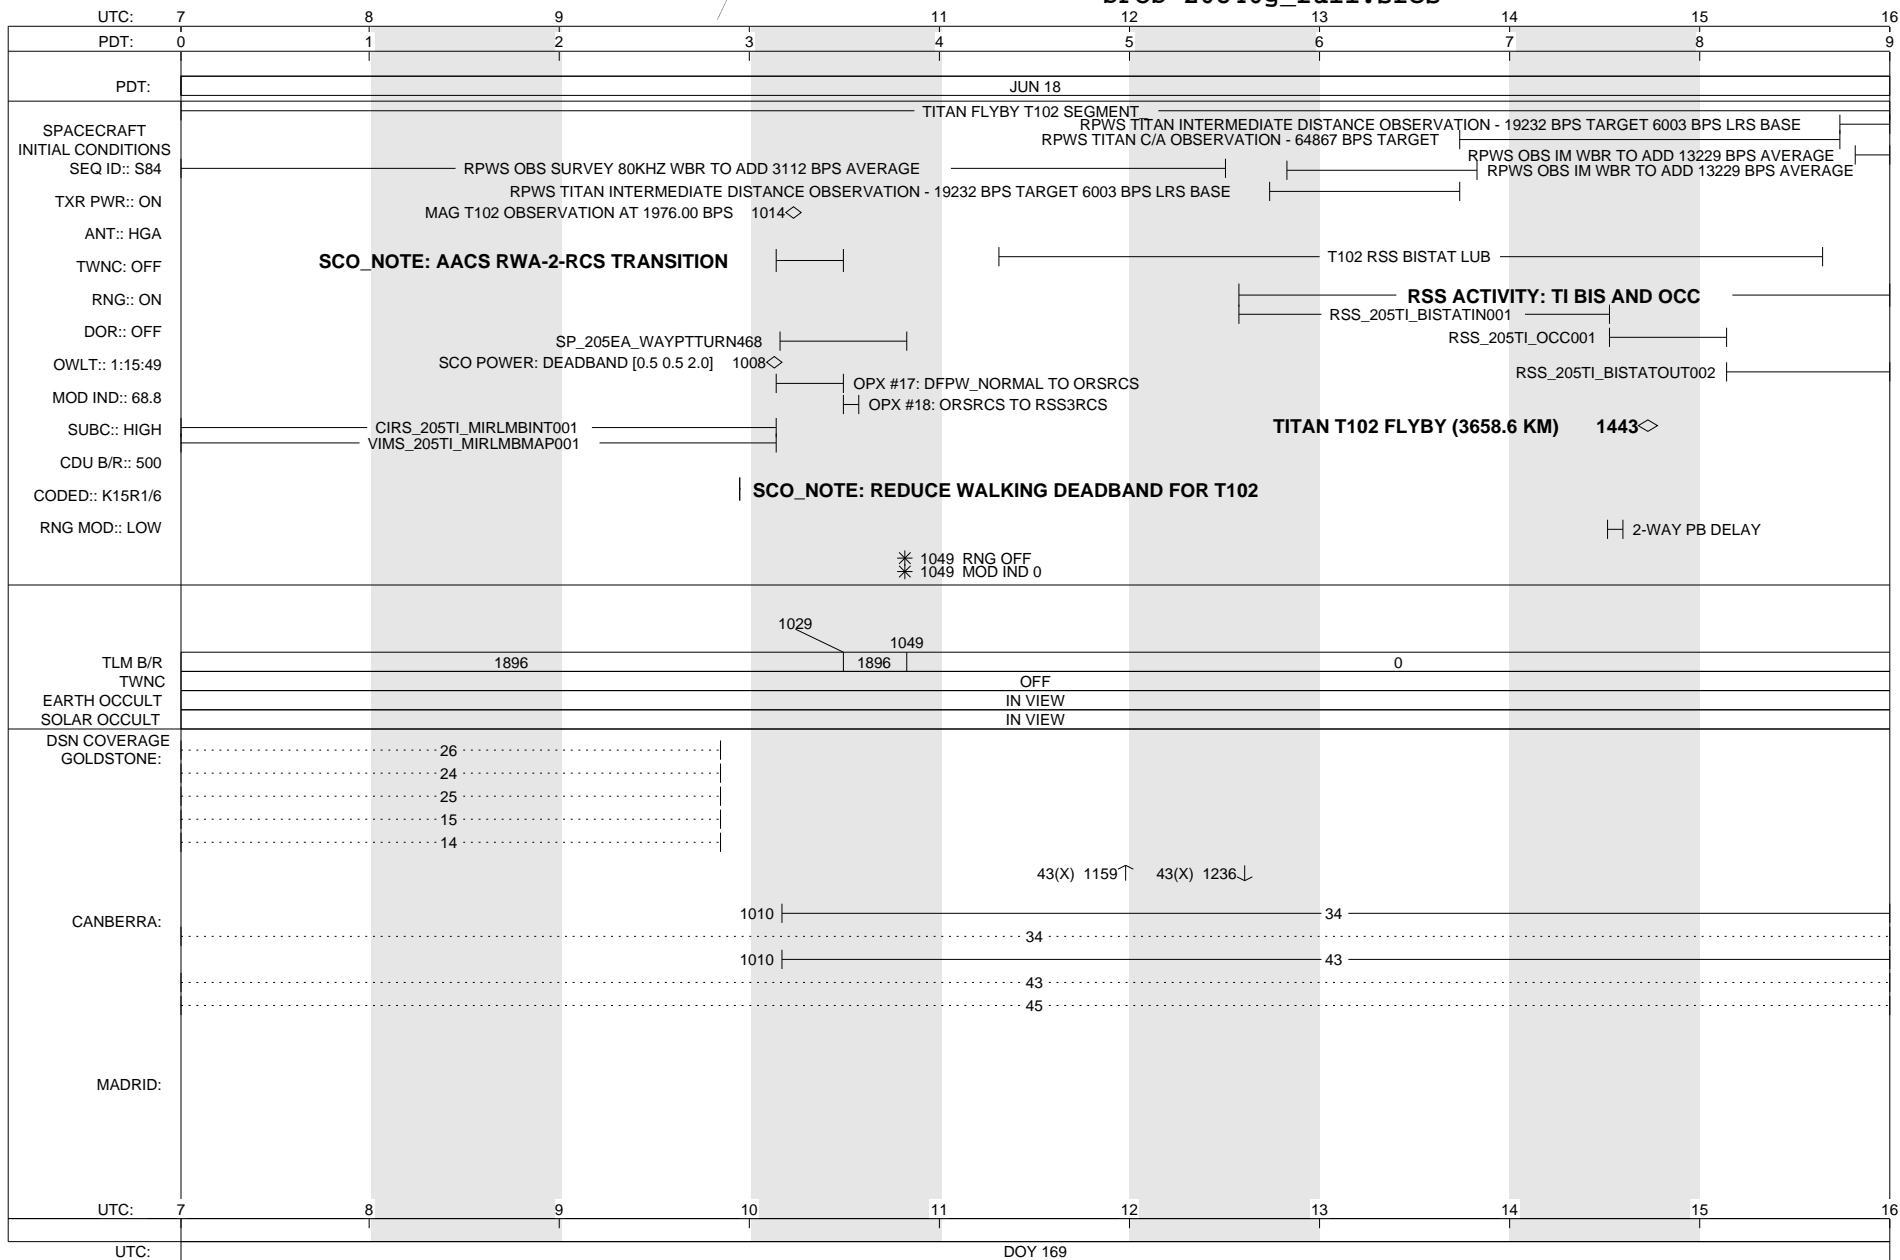 UTC: 7 8 9 11 12 13 14 15 16
PDT: 0 1 2 3 4 5 6 7 8 9
PDT: JUN 18
TITAN FLYBY T102 SEGMENT
RPWS TITAN INTERMEDIATE DISTANCE OBSERVATION - 19232 BPS TARGET 6003 BPS LRS BASE
SPACECRAFT
INITIAL CONDITIONS
RPWS TITAN C/A OBSERVATION - 64867 BPS TARGET
RPWS OBS IM WBR TO ADD 13229 BPS AVERAGE
SEQ ID:: S84
RPWS OBS SURVEY 80KHZ WBR TO ADD 3112 BPS AVERAGE
RPWS OBS IM WBR TO ADD 13229 BPS AVERAGE
RPWS TITAN INTERMEDIATE DISTANCE OBSERVATION - 19232 BPS TARGET 6003 BPS LRS BASE
TXR PWR:: ON
MAG T102 OBSERVATION AT 1976.00 BPS 1014
ANT:: HGA
TWNC: OFF
SCO_NOTE: AACS RWA-2-RCS TRANSITION
T102 RSS BISTAT LUB
RNG:: ON
RSS ACTIVITY: TI BIS AND OCC
RSS_205TI_BISTATIN001
DOR:: OFF
SP_205EA_WAYPTTURN468
RSS_205TI_OCC001
OWLT:: 1:15:49
SCO POWER: DEADBAND [0.5 0.5 2.0] 1008
RSS_205TI_BISTATOUT002
OPX #17: DFPW_NORMAL TO ORSRCS
MOD IND:: 68.8
OPX #18: ORSRCS TO RSS3RCS
SUBC:: HIGH
CIRS_205TI_MIRLMBINT001
TITAN T102 FLYBY (3658.6 KM) 1443
VIMS_205TI_MIRLMBMAP001
CDU B/R:: 500
CODED:: K15R1/6
SCO_NOTE: REDUCE WALKING DEADBAND FOR T102
RNG MOD:: LOW
2-WAY PB DELAY
1049 RNG OFF
1049 MOD IND 0
1029
1049
TLM B/R 1896 1896 0
TWNC OFF
EARTH OCCULT IN VIEW
SOLAR OCCULT IN VIEW
DSN COVERAGE
GOLDSTONE:
26
24
25
15
14
43(X) 1159 43(X) 1236
CANBERRA:
1010 34
34
1010 43
43
45
MADRID:
UTC: 7 8 9 10 11 12 13 14 15 16
UTC: DOY 169